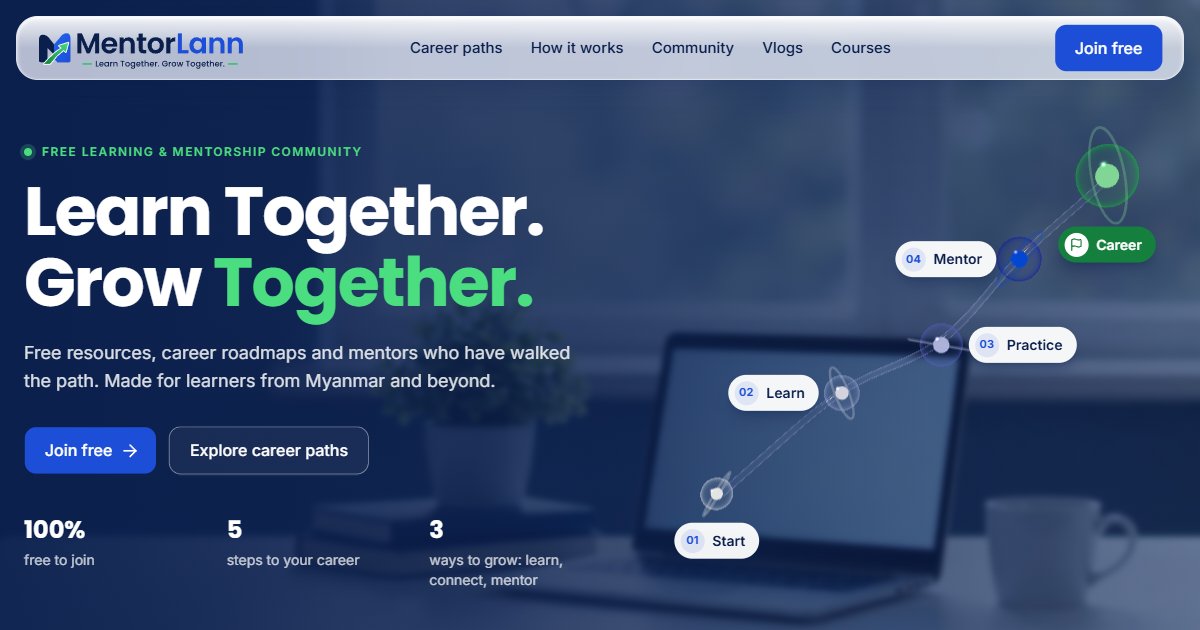 MentorLann
Learn Together. Grow Together.
Career paths
How it works
Community
Vlogs
Courses
Join free
FREE LEARNING & MENTORSHIP COMMUNITY
Learn Together.
Grow Together.
Free resources, career roadmaps and mentors who have walked
the path. Made for learners from Myanmar and beyond.
Join free →
Explore career paths
100%
free to join
5
steps to your career
3
ways to grow: learn,
connect, mentor
Career
04 Mentor
03 Practice
02 Learn
01 Start